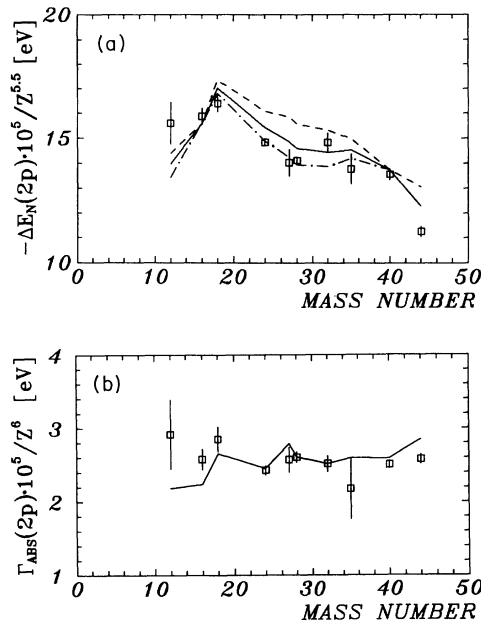 (a)
−ΔE_N(2p)·10^5/Z^5.5 [eV]
20
15
10
0 10 20 30 40 50
MASS NUMBER
(b)
Γ_ABS(2p)·10^5/Z^6 [eV]
4
3
2
1
0 10 20 30 40 50
MASS NUMBER